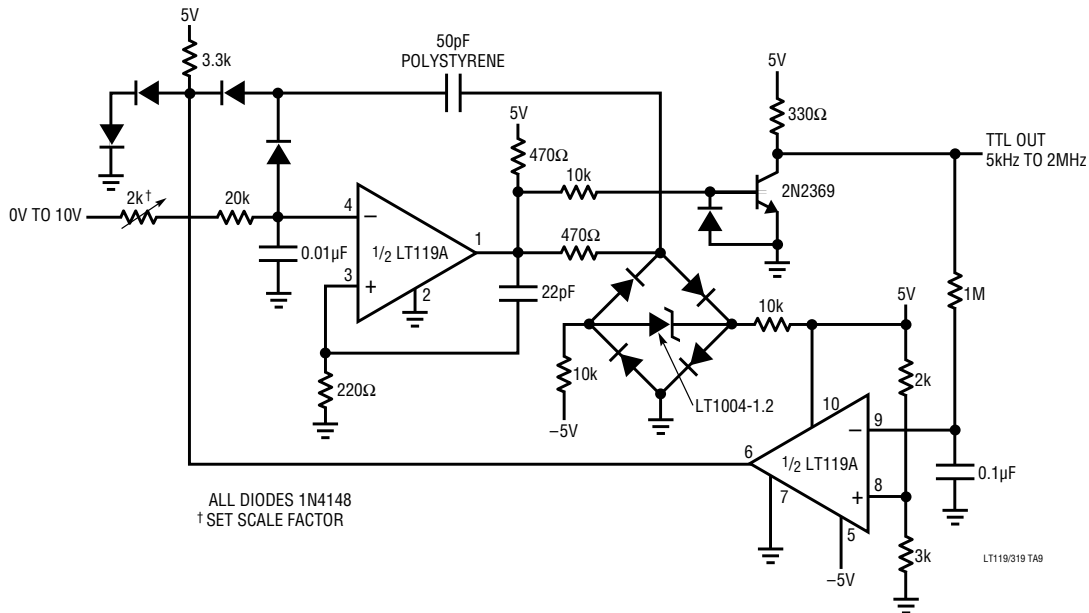 5V
3.3k
50pF
POLYSTYRENE
5V
470Ω
10k
5V
330Ω
TTL OUT
5kHz TO 2MHz
2N2369
0V TO 10V
2k†
20k
4
−
1/2 LT119A
1
3
+
2
0.01µF
470Ω
22pF
220Ω
10k
−5V
10k
LT1004-1.2
5V
1M
2k
10
9
−
6
1/2 LT119A
8
+
7
5
−5V
0.1µF
3k
ALL DIODES 1N4148
† SET SCALE FACTOR
LT119/319 TA9